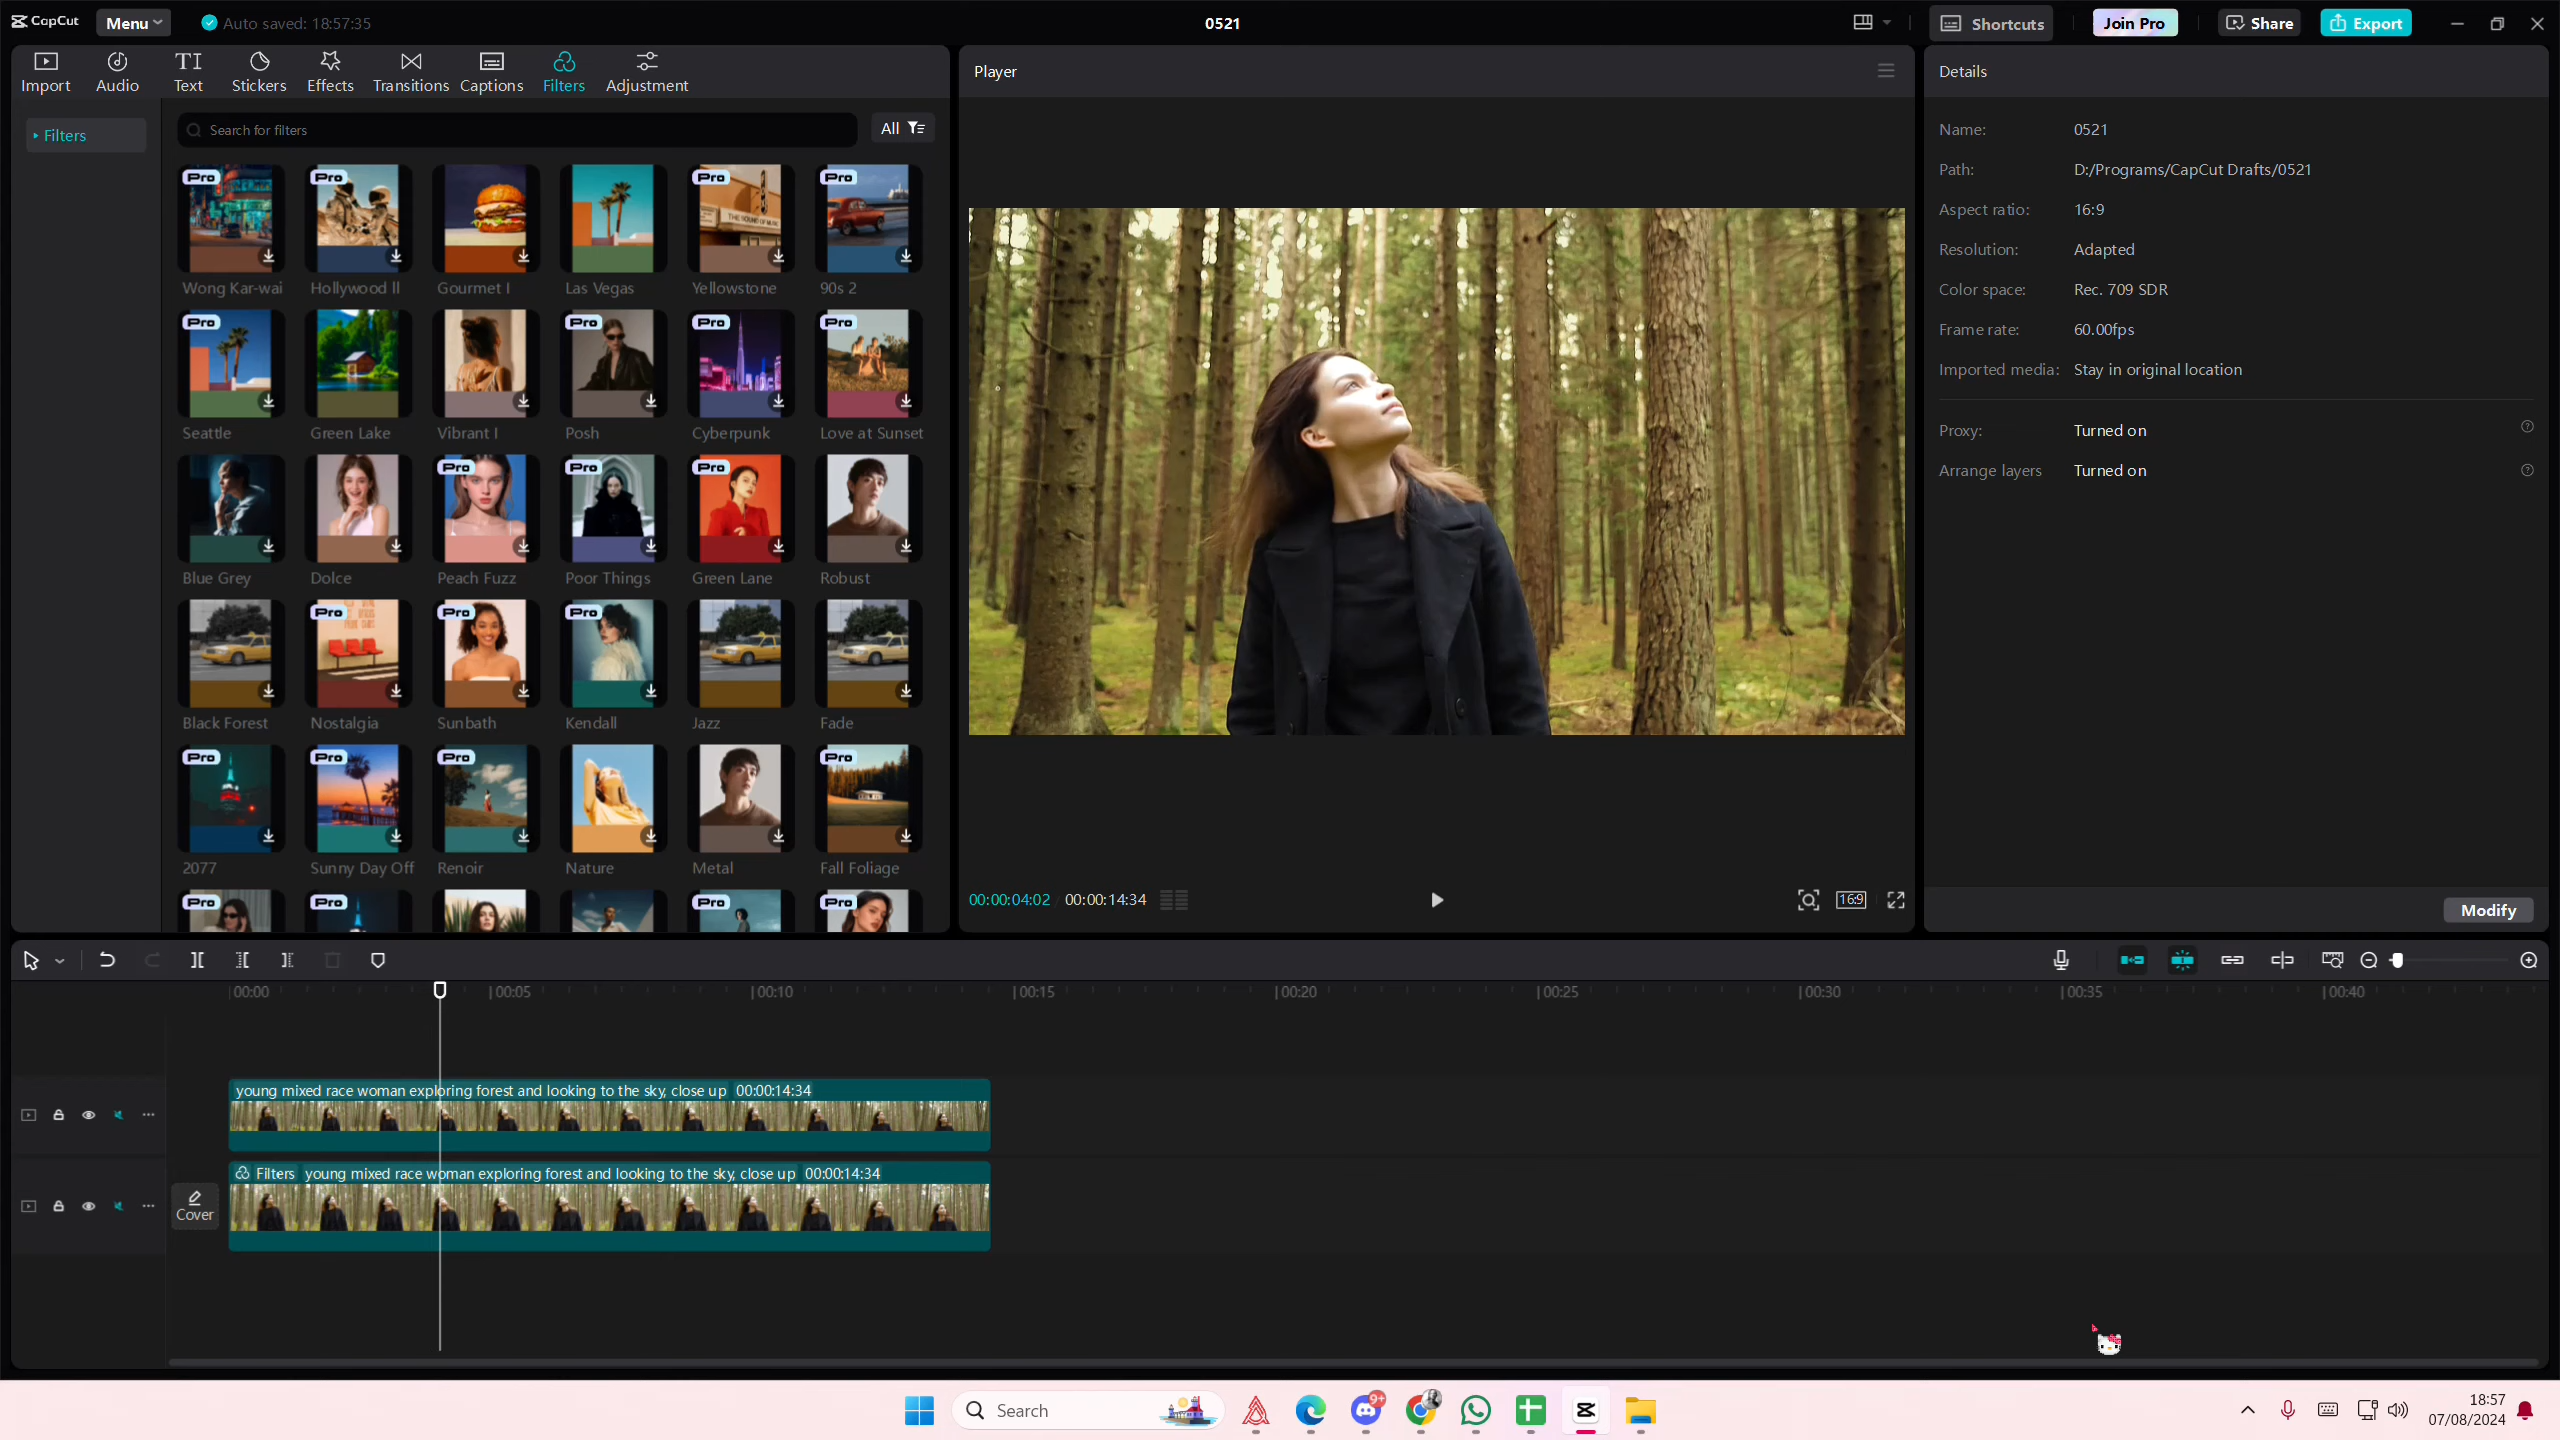 CapCut
Menu
Auto saved: 18:57:35
0521
Shortcuts
Join Pro
Share
Export
Import
Audio
Text
Stickers
Effects
Transitions
Captions
Filters
Adjustment
Filters
Search for filters
All
Pro
Pro
Pro
Pro
Wong Kar-wai
Hollywood II
Gourmet I
Las Vegas
Yellowstone
90s 2
THE SOUND OF MUSIC
Pro
Pro
Pro
Pro
Seattle
Green Lake
Vibrant I
Posh
Cyberpunk
Love at Sunset
Pro
Pro
Pro
Blue Grey
Dolce
Peach Fuzz
Poor Things
Green Lane
Robust
Pro
Pro
Pro
Black Forest
Nostalgia
Sunbath
Kendall
Jazz
Fade
Pro
Pro
Pro
Pro
2077
Sunny Day Off
Renoir
Nature
Metal
Fall Foliage
Pro
Pro
Pro
Pro
Player
00:00:04:02
00:00:14:34
16:9
Details
Name: 0521
Path: D:/Programs/CapCut Drafts/0521
Aspect ratio: 16:9
Resolution: Adapted
Color space: Rec. 709 SDR
Frame rate: 60.00fps
Imported media: Stay in original location
Proxy: Turned on
Arrange layers Turned on
Modify
00:00
00:05
00:10
00:15
00:20
00:25
00:30
00:35
00:40
young mixed race woman exploring forest and looking to the sky, close up 00:00:14:34
Filters young mixed race woman exploring forest and looking to the sky, close up 00:00:14:34
Cover
Search
9+
18:57
07/08/2024